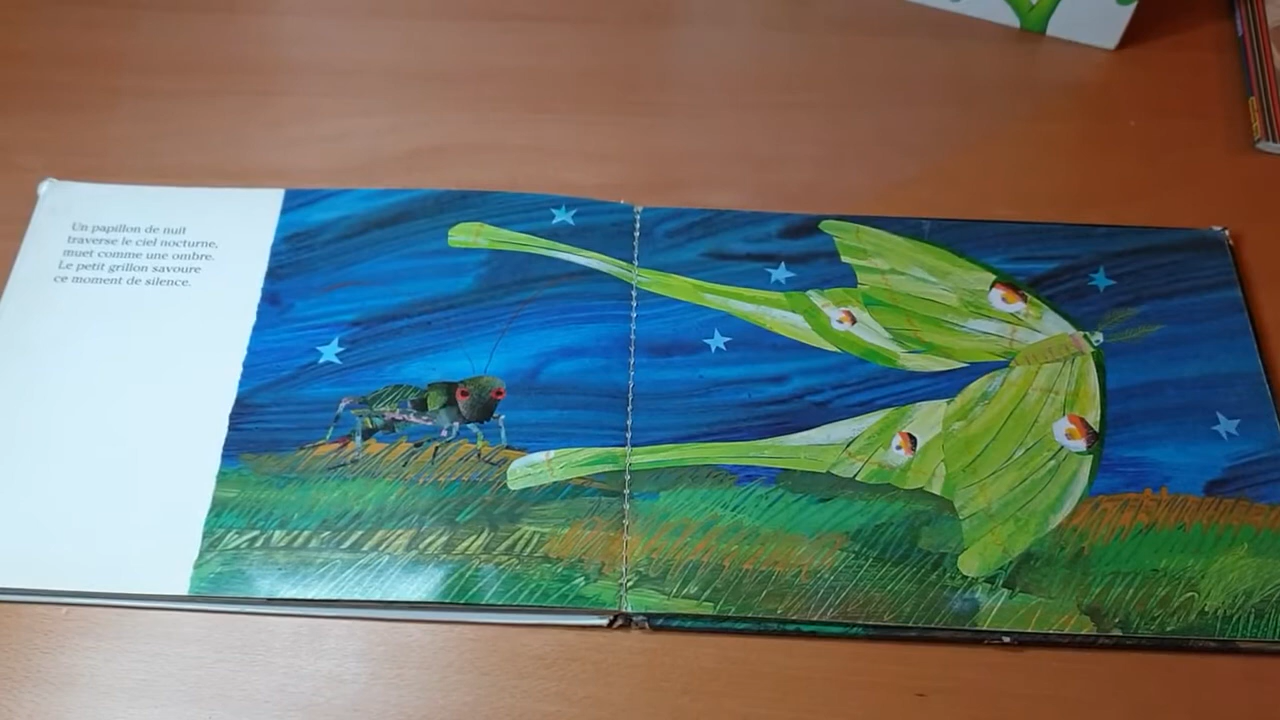 Un papillon de nuit
traverse le ciel nocturne,
muet comme une ombre.
Le petit grillon savoure
ce moment de silence.